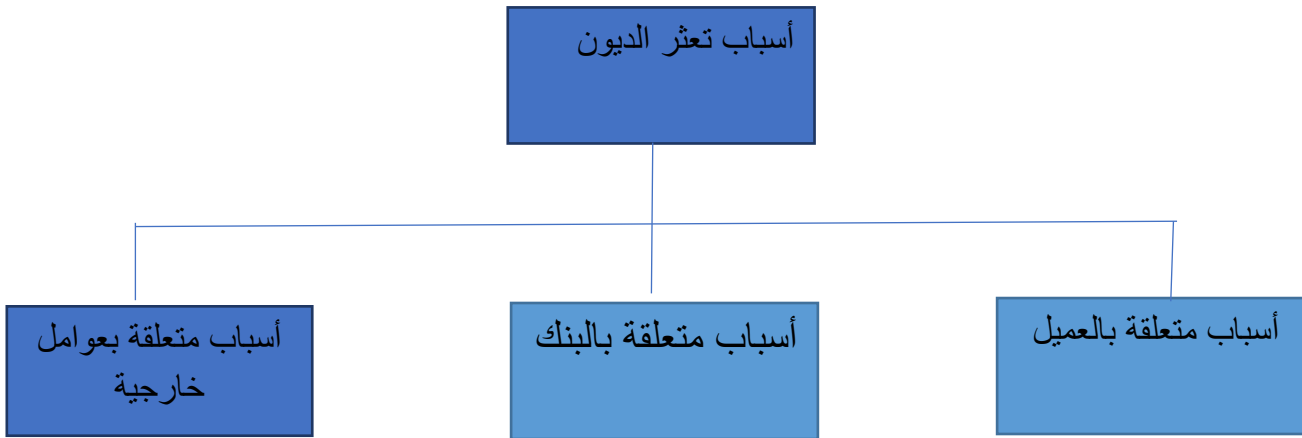 أسباب تعثر الديون
أسباب متعلقة بالعميل
أسباب متعلقة بالبنك
أسباب متعلقة بعوامل
خارجية